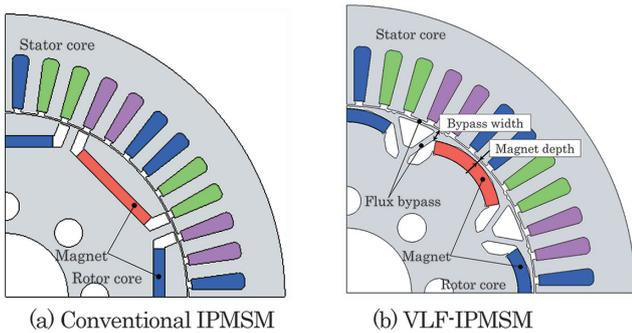 Stator core
Magnet
Rotor core
(a) Conventional IPMSM
Stator core
Bypass width
Magnet depth
Flux bypass
Magnet
Rotor core
(b) VLF-IPMSM